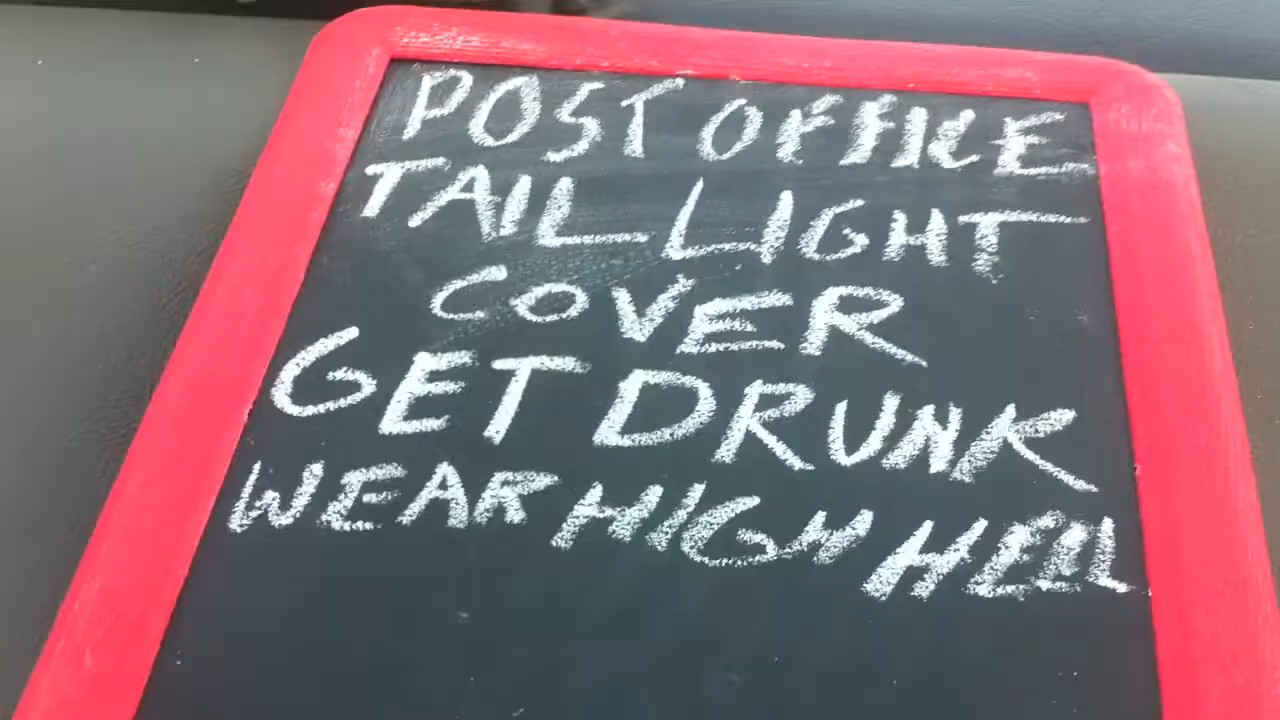 POST OFFICE
TAIL LIGHT
COVER
GET DRUNK
WEAR HIGH HEEL